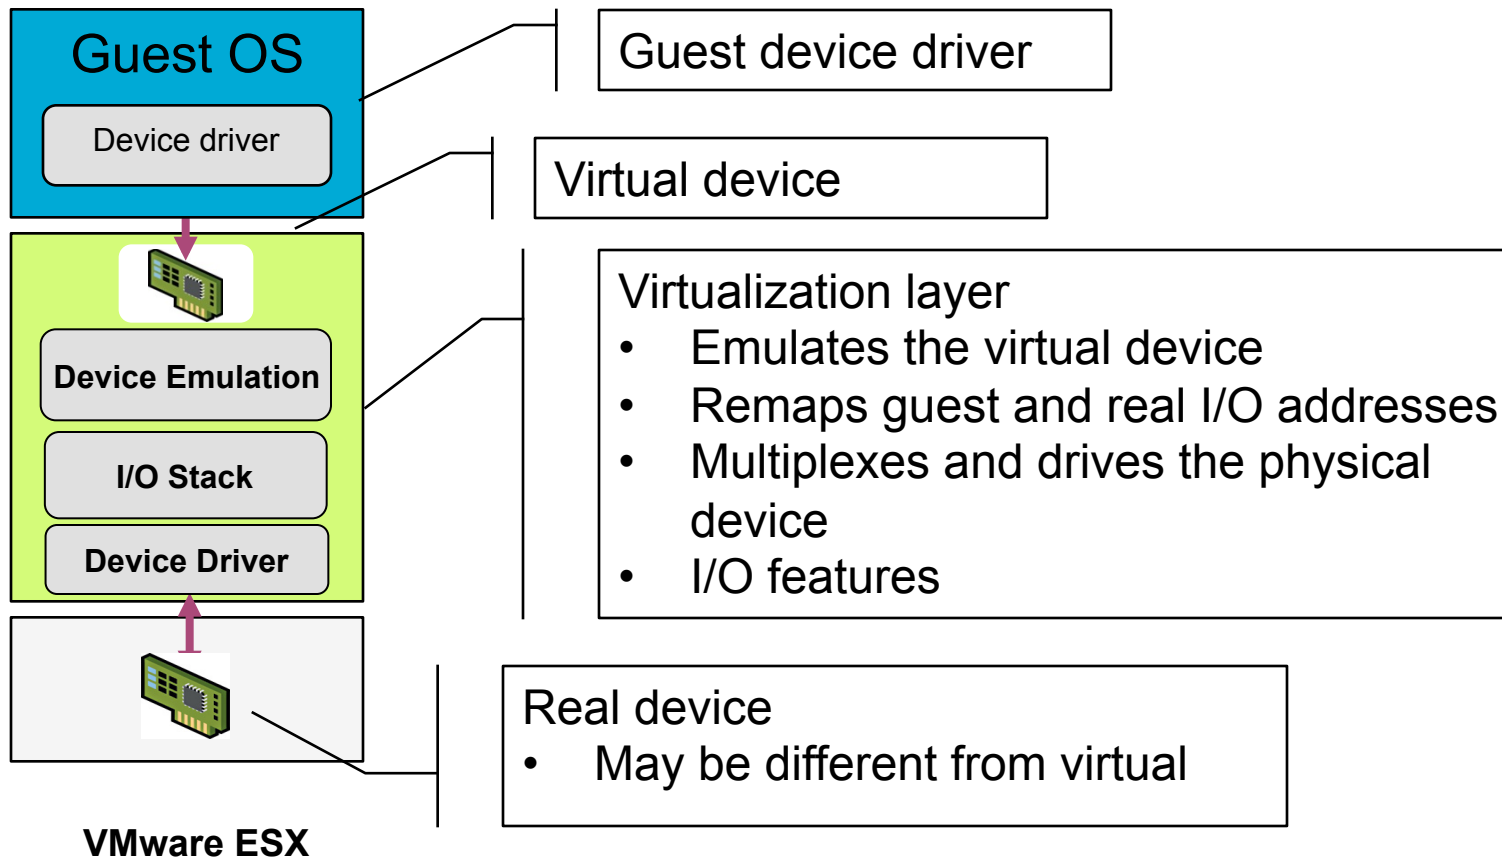 Guest OS
Device driver
Device Emulation
I/O Stack
Device Driver
VMware ESX
Guest device driver
Virtual device
Virtualization layer
• Emulates the virtual device
• Remaps guest and real I/O addresses
• Multiplexes and drives the physical
device
• I/O features
Real device
• May be different from virtual